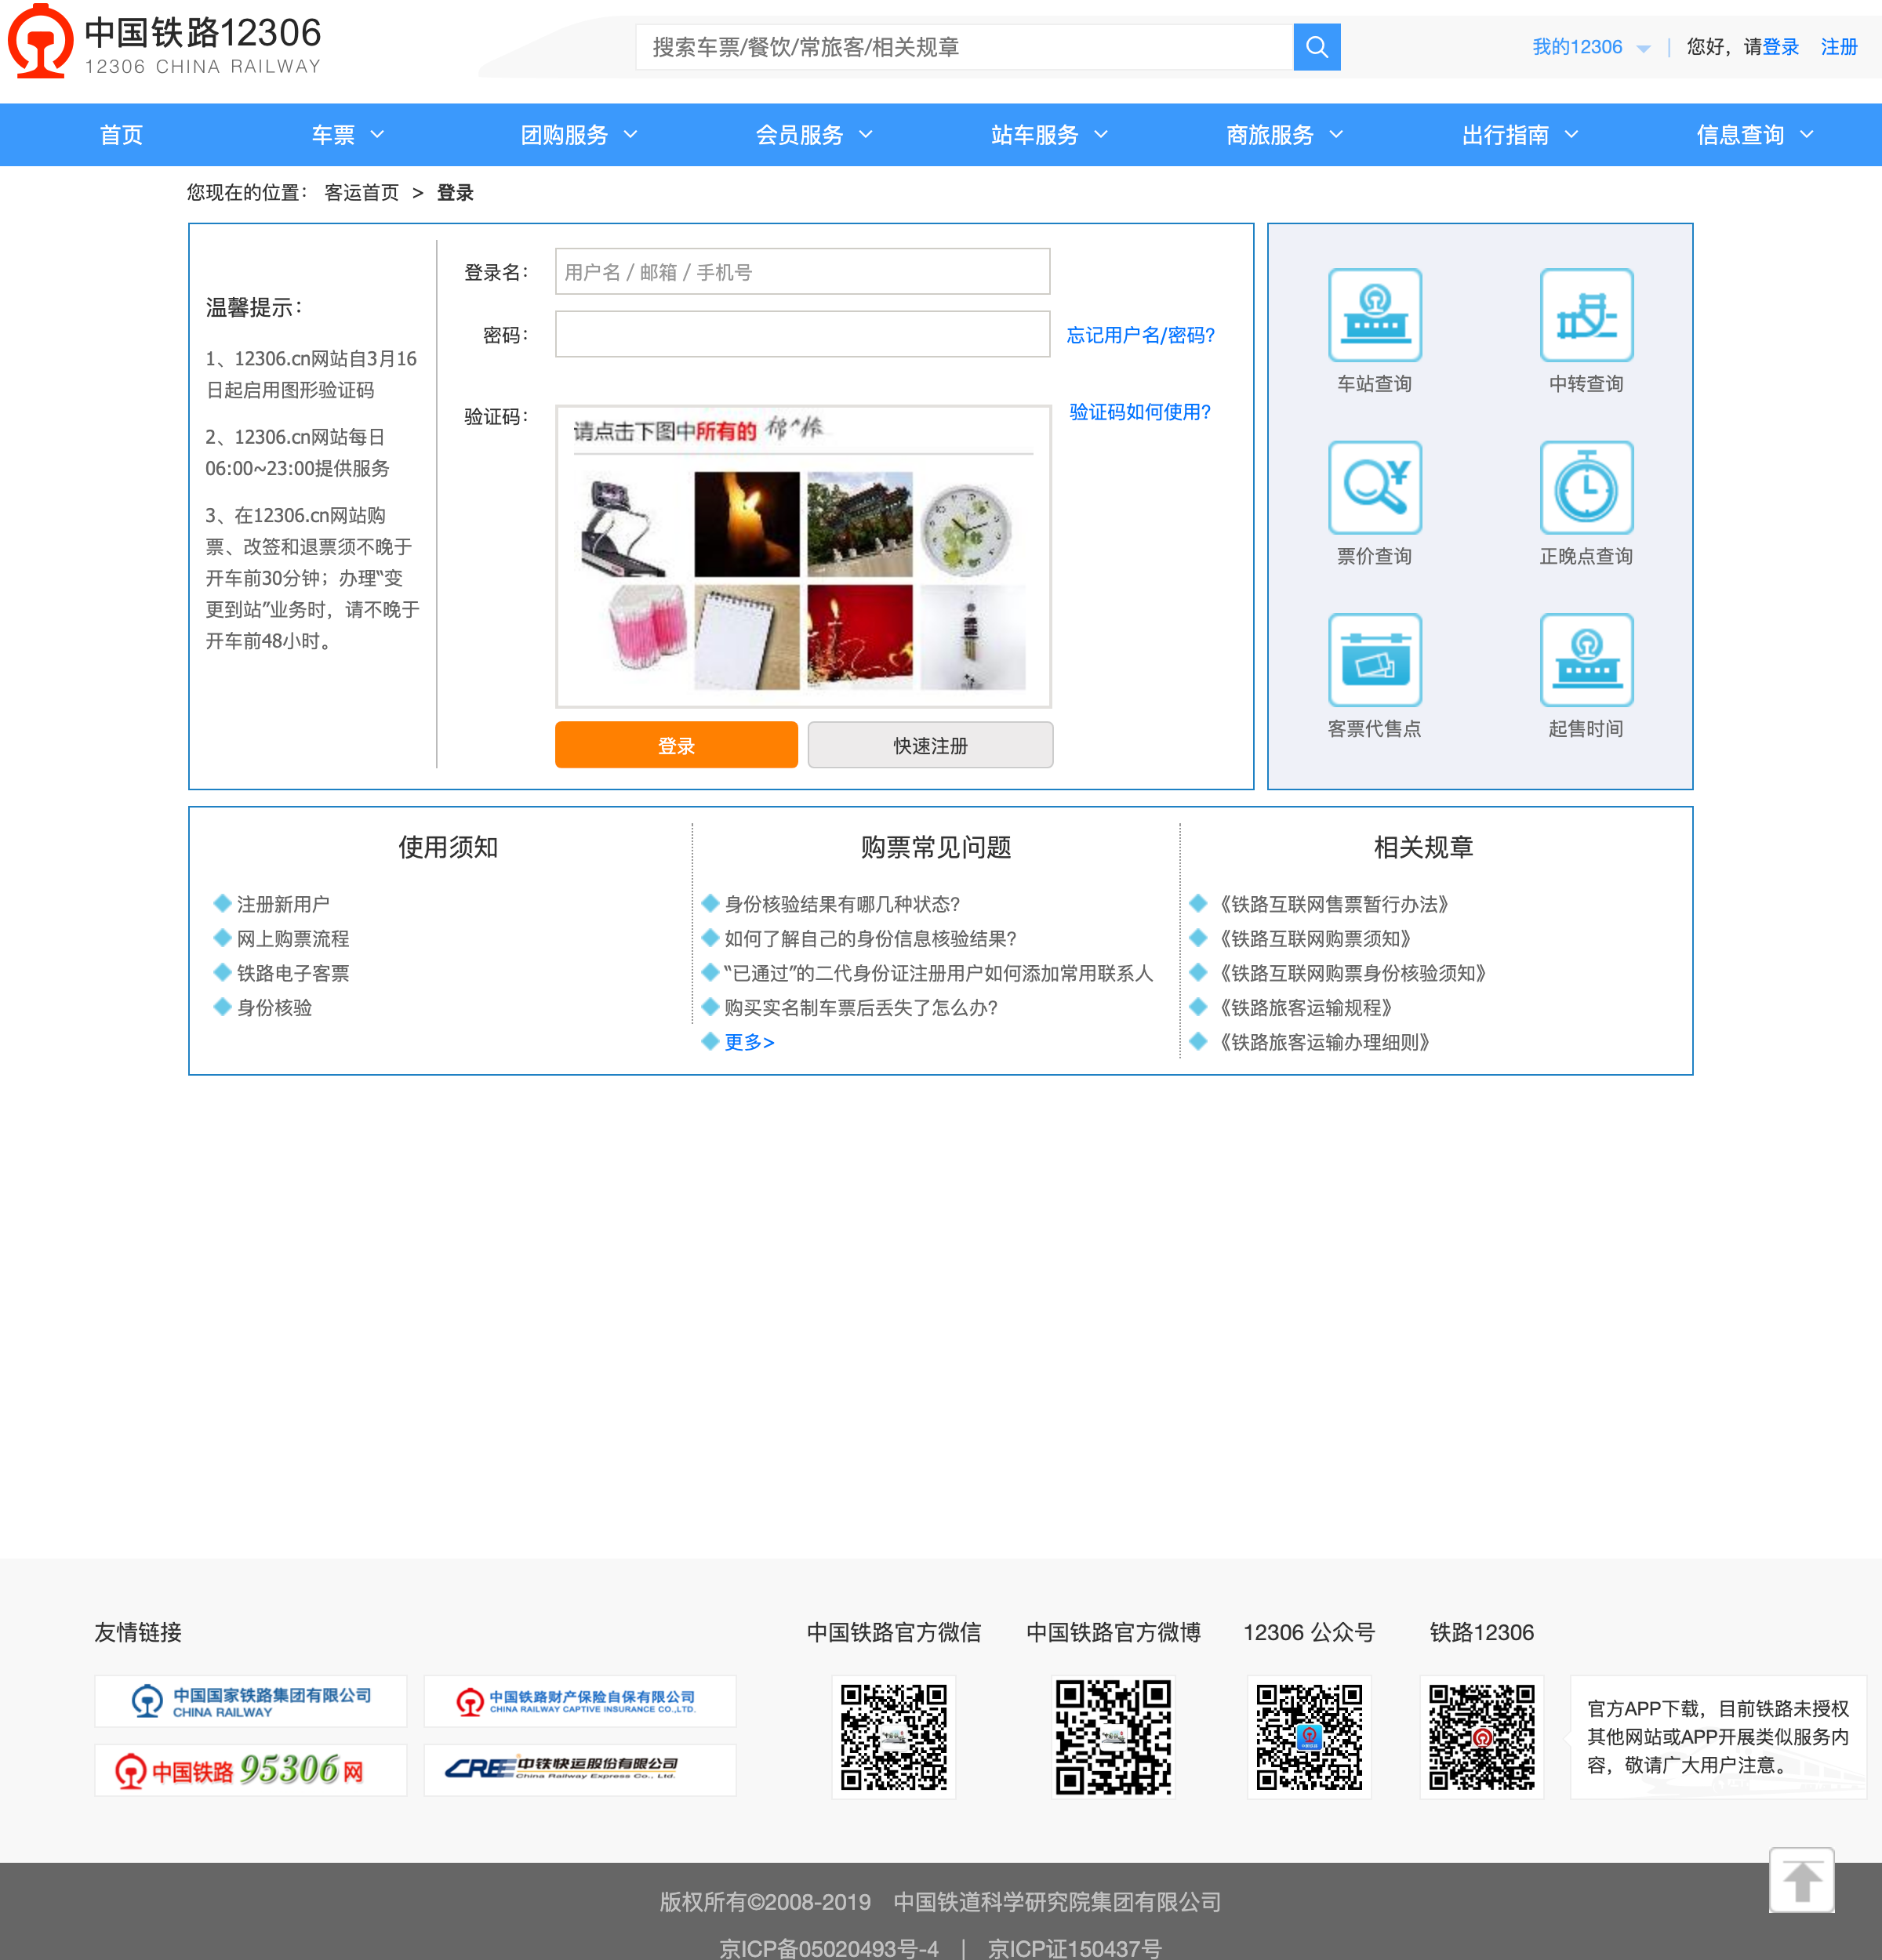 中国铁路12306
12306 CHINA RAILWAY
搜索车票/餐饮/常旅客/相关规章
我的12306 | 您好，请登录 注册
首页 车票 团购服务 会员服务 站车服务 商旅服务 出行指南 信息查询
您现在的位置： 客运首页 > 登录
温馨提示：
1、12306.cn网站自3月16
日起启用图形验证码
2、12306.cn网站每日
06:00~23:00提供服务
3、在12306.cn网站购
票、改签和退票须不晚于
开车前30分钟；办理“变
更到站”业务时，请不晚于
开车前48小时。
登录名： 用户名 / 邮箱 / 手机号
密码： 忘记用户名/密码?
验证码： 验证码如何使用?
请点击下图中所有的
登录 快速注册
车站查询 中转查询
票价查询 正晚点查询
客票代售点 起售时间
使用须知
注册新用户
网上购票流程
铁路电子客票
身份核验
购票常见问题
身份核验结果有哪几种状态?
如何了解自己的身份信息核验结果?
“已通过”的二代身份证注册用户如何添加常用联系人
购买实名制车票后丢失了怎么办?
更多>
相关规章
《铁路互联网售票暂行办法》
《铁路互联网购票须知》
《铁路互联网购票身份核验须知》
《铁路旅客运输规程》
《铁路旅客运输办理细则》
友情链接
中国国家铁路集团有限公司
CHINA RAILWAY
中国铁路财产保险自保有限公司
CHINA RAILWAY CAPTIVE INSURANCE CO.,LTD.
中国铁路 95306 网
CRE 中铁快运股份有限公司
China Railway Express Co., Ltd.
中国铁路官方微信 中国铁路官方微博 12306 公众号 铁路12306
官方APP下载，目前铁路未授权
其他网站或APP开展类似服务内
容，敬请广大用户注意。
版权所有©2008-2019 中国铁道科学研究院集团有限公司
京ICP备05020493号-4 | 京ICP证150437号